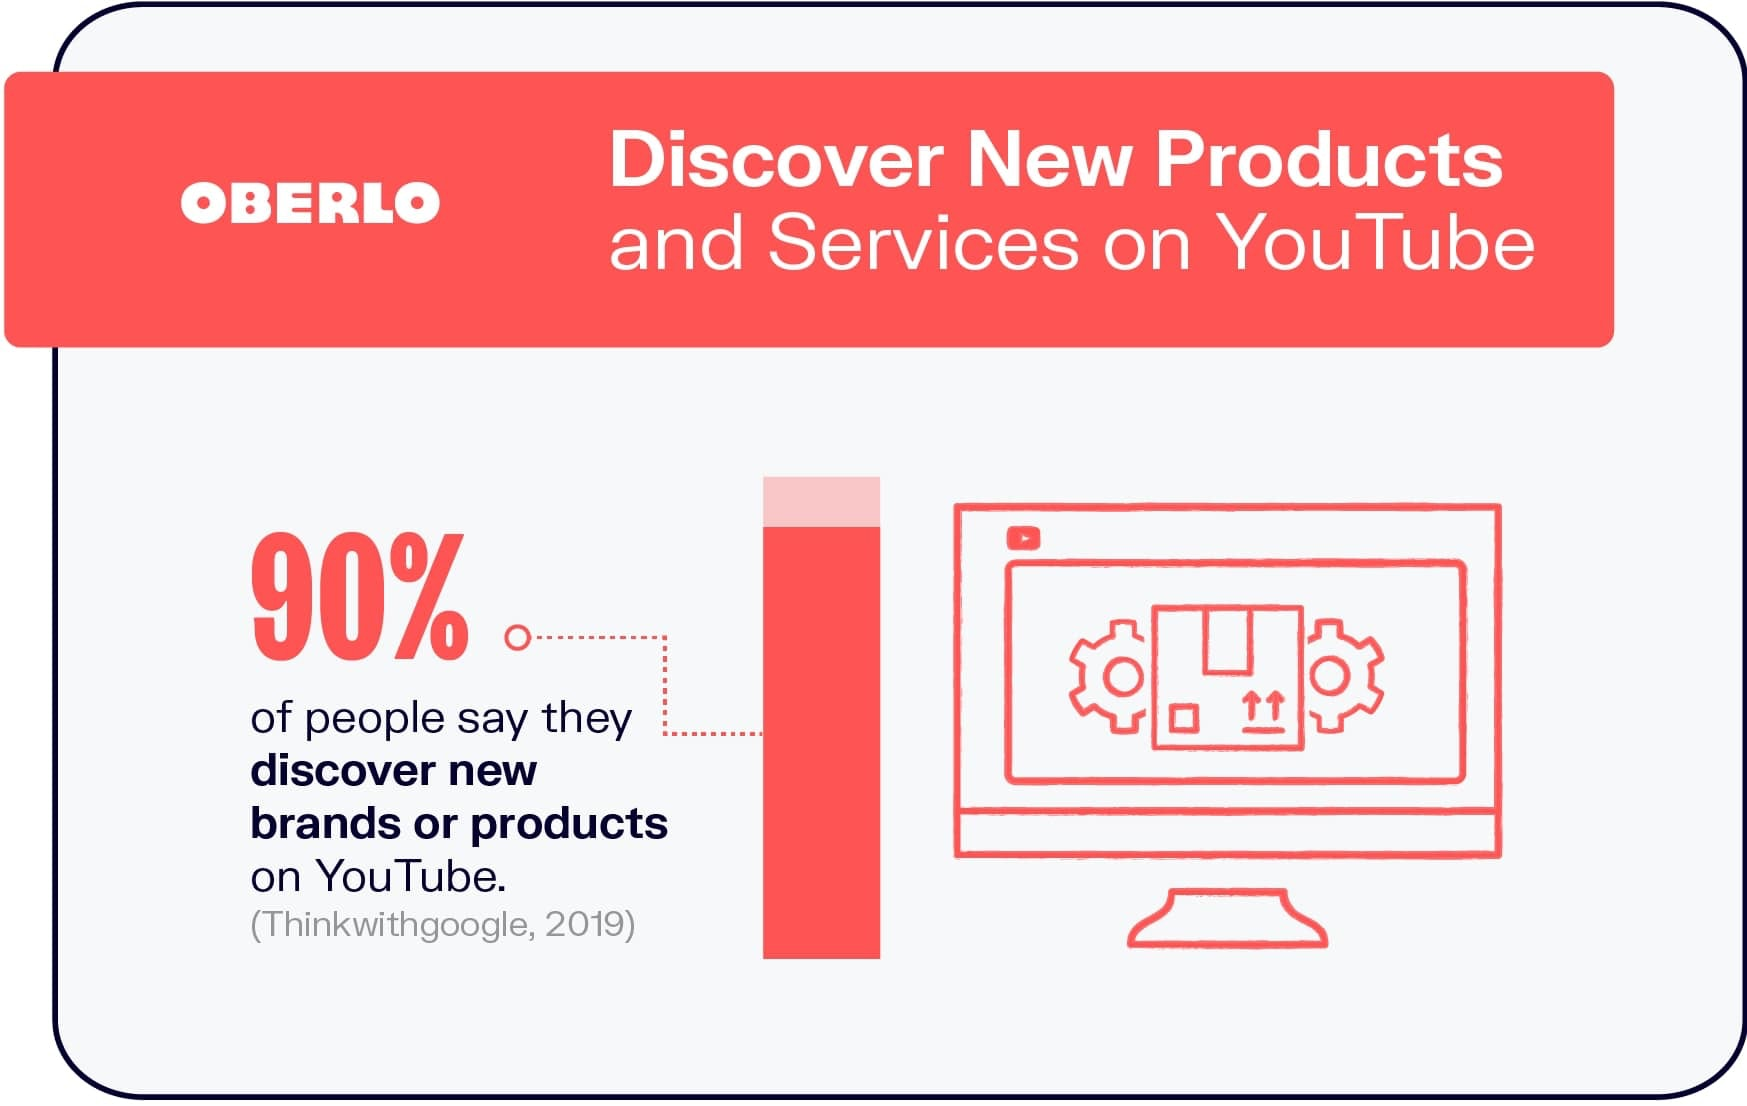 OBERLO
Discover New Products
and Services on YouTube
90%
of people say they
discover new
brands or products
on YouTube.
(Thinkwithgoogle, 2019)